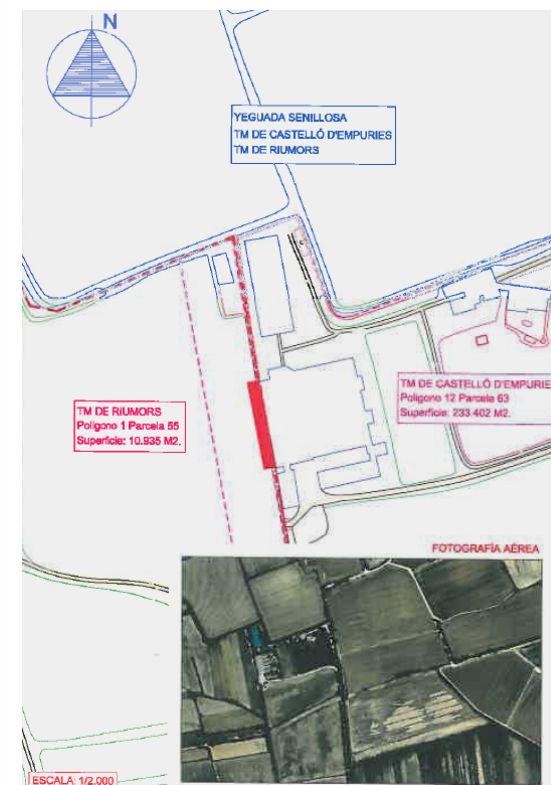 N
YEGUADA SENILLOSA
TM DE CASTELLÓ D'EMPURIES
TM DE RIUMORS
TM DE RIUMORS
Poligono 1 Parcela 55
Superficie: 10.935 M2.
TM DE CASTELLÓ D'EMPURIE
Poligono 12 Parcela 63
Superficie: 233.402 M2.
FOTOGRAFÍA AÉREA
ESCALA: 1/2.000